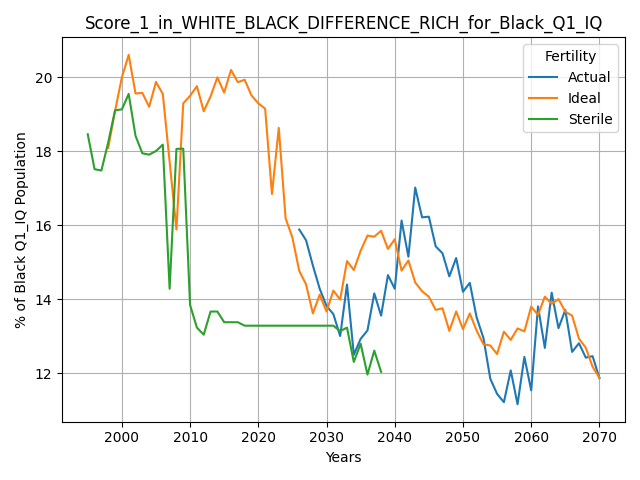 Score_1_in_WHITE_BLACK_DIFFERENCE_RICH_for_Black_Q1_IQ
Fertility
Actual
Ideal
Sterile
% of Black Q1_IQ Population
20
18
16
14
12
2000 2010 2020 2030 2040 2050 2060 2070
Years